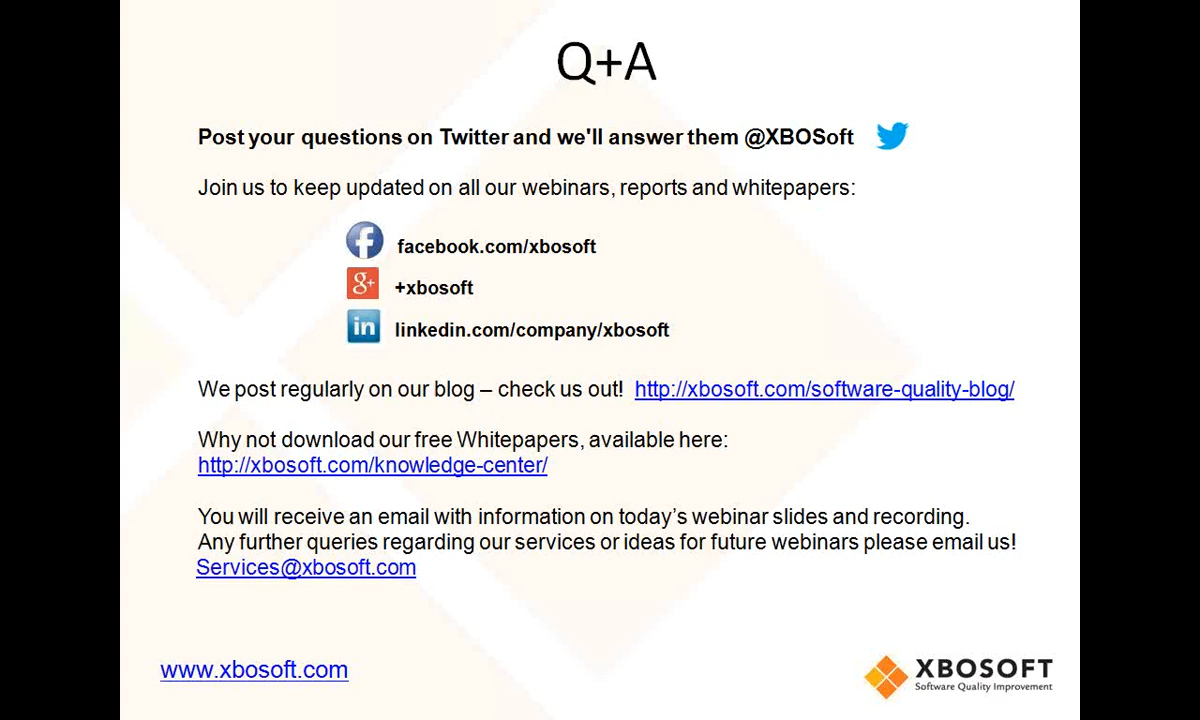 Q+A
Post your questions on Twitter and we'll answer them @XBOSoft
Join us to keep updated on all our webinars, reports and whitepapers:
f facebook.com/xbosoft
g+ +xbosoft
in linkedin.com/company/xbosoft
We post regularly on our blog – check us out! http://xbosoft.com/software-quality-blog/
Why not download our free Whitepapers, available here:
http://xbosoft.com/knowledge-center/
You will receive an email with information on today's webinar slides and recording.
Any further queries regarding our services or ideas for future webinars please email us!
Services@xbosoft.com
www.xbosoft.com
XBOSOFT
Software Quality Improvement